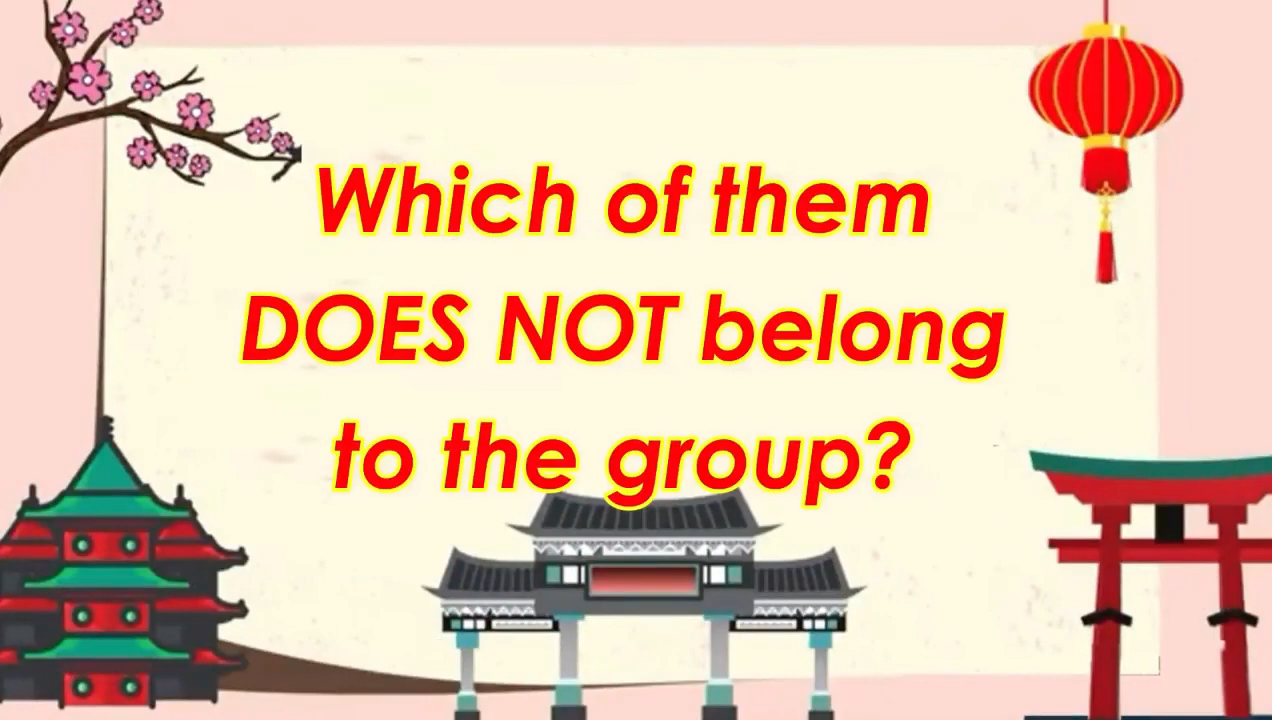 Which of them
DOES NOT belong
to the group?